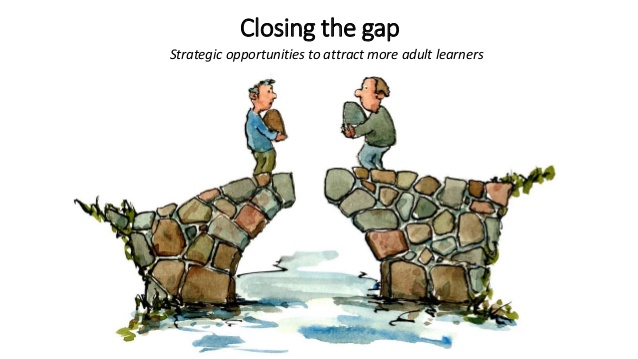 Closing the gap
Strategic opportunities to attract more adult learners